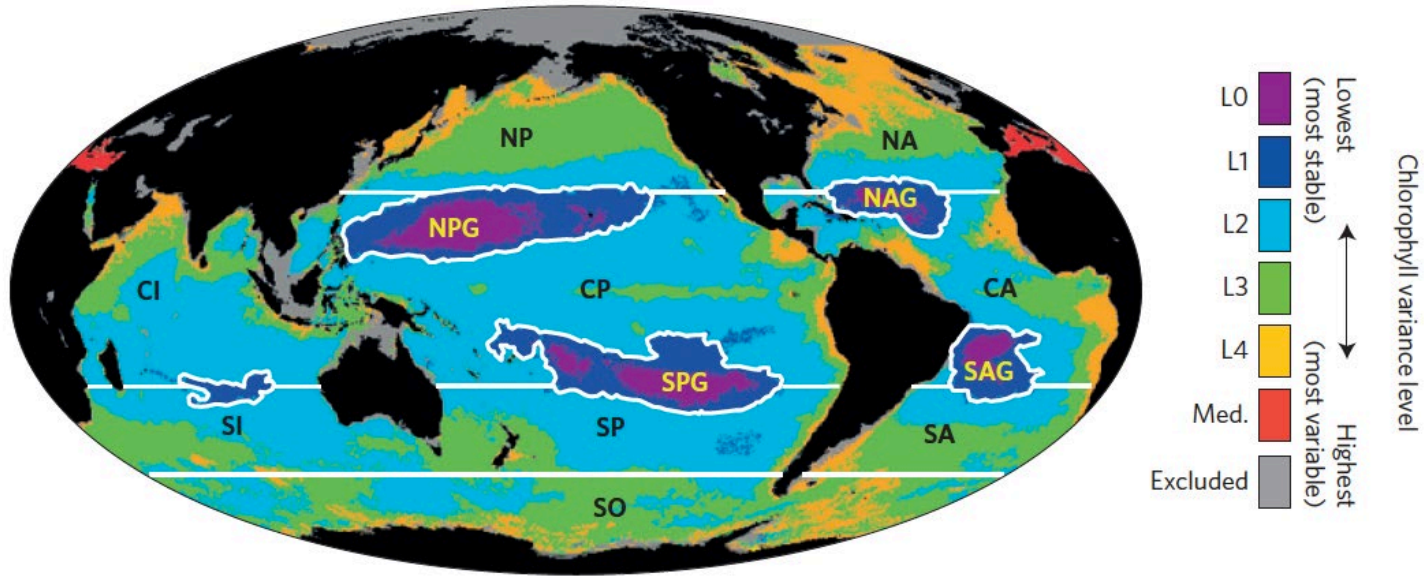 NP
NA
NPG
NAG
CI
CP
CA
SPG
SAG
SI
SP
SA
SO
L0
L1
L2
L3
L4
Med.
Excluded
Lowest
(most stable)
Highest
(most variable)
Chlorophyll variance level